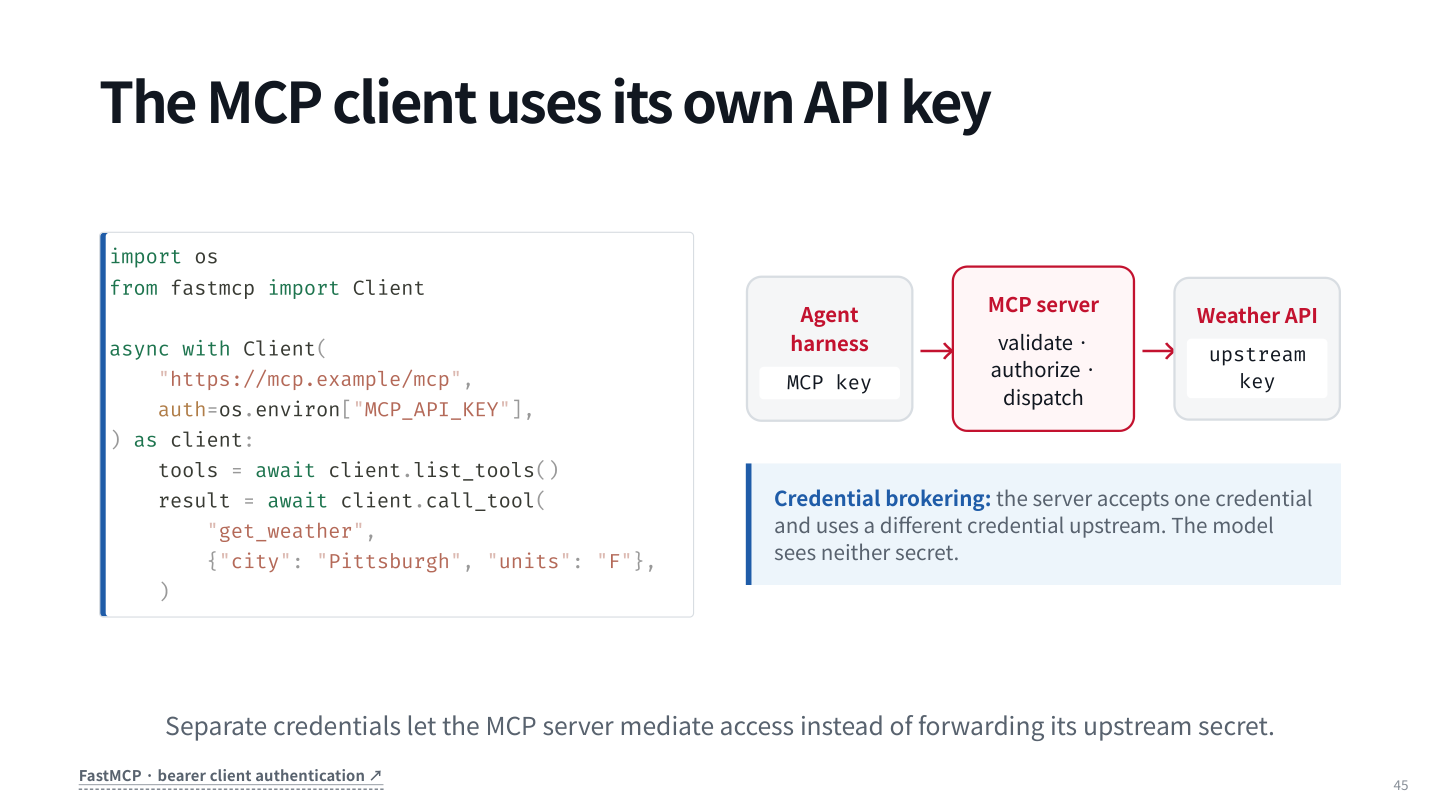 The MCP client uses its own API key
import os
from fastmcp import Client
async with Client(
    "https://mcp.example/mcp",
    auth=os.environ["MCP_API_KEY"],
) as client:
    tools = await client.list_tools()
    result = await client.call_tool(
        "get_weather",
        {"city": "Pittsburgh", "units": "F"},
    )
Agent
harness
MCP key
MCP server
validate ·
authorize ·
dispatch
Weather API
upstream
key
Credential brokering: the server accepts one credential
and uses a different credential upstream. The model
sees neither secret.
Separate credentials let the MCP server mediate access instead of forwarding its upstream secret.
FastMCP · bearer client authentication ↗
45